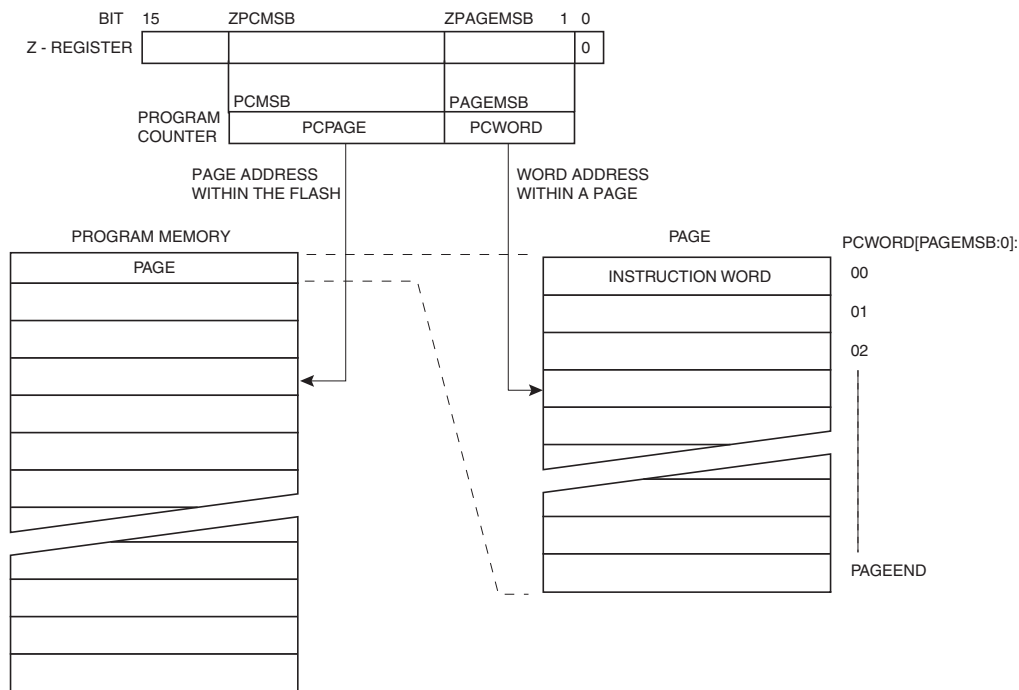 BIT 15 ZPCMSB ZPAGEMSB 1 0
Z - REGISTER 0
PCMSB PAGEMSB
PROGRAM
COUNTER
PCPAGE PCWORD
PAGE ADDRESS
WITHIN THE FLASH
WORD ADDRESS
WITHIN A PAGE
PROGRAM MEMORY
PAGE
PAGE
PCWORD[PAGEMSB:0]:
INSTRUCTION WORD
00
01
02
PAGEEND